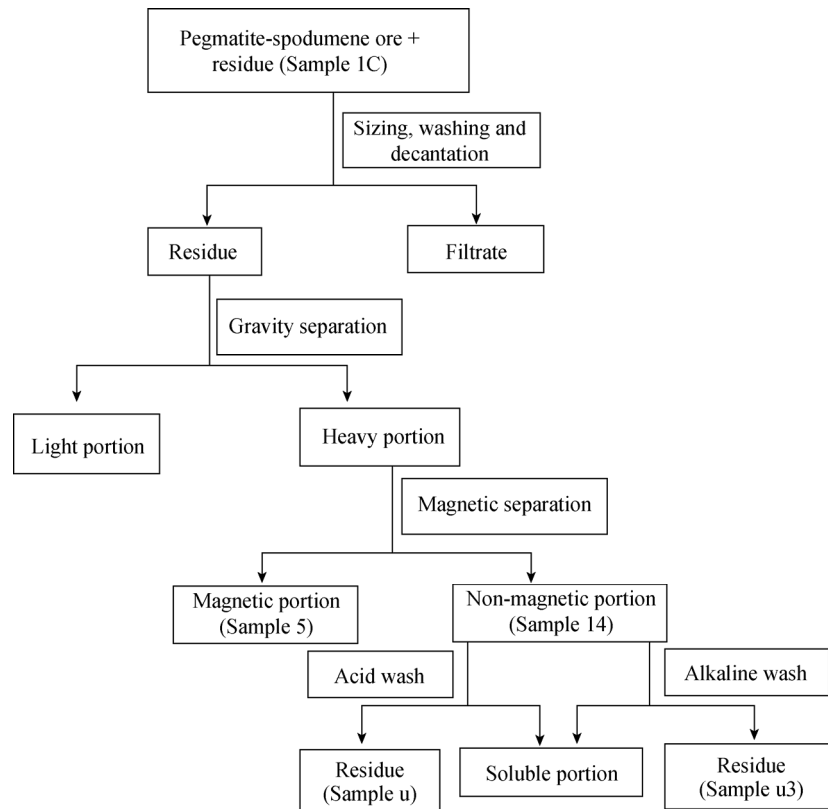 Pegmatite-spodumene ore +
residue (Sample 1C)
Sizing, washing and
decantation
Residue
Filtrate
Gravity separation
Light portion
Heavy portion
Magnetic separation
Magnetic portion
(Sample 5)
Non-magnetic portion
(Sample 14)
Acid wash
Alkaline wash
Residue
(Sample u)
Soluble portion
Residue
(Sample u3)